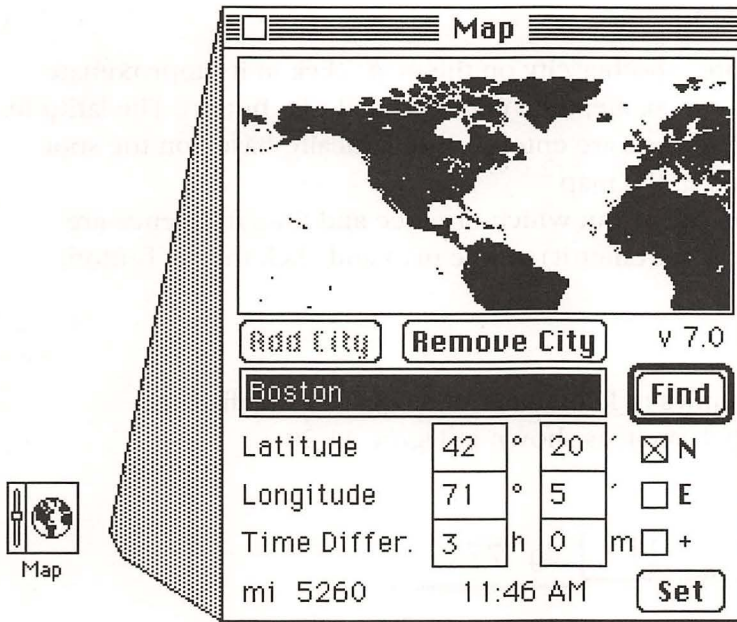 Map
Add City
Remove City
v 7.0
Boston
Find
Latitude 42 ° 20 ´ N
Longitude 71 ° 5 ´ E
Time Differ. 3 h 0 m +
mi 5260 11:46 AM Set
Map